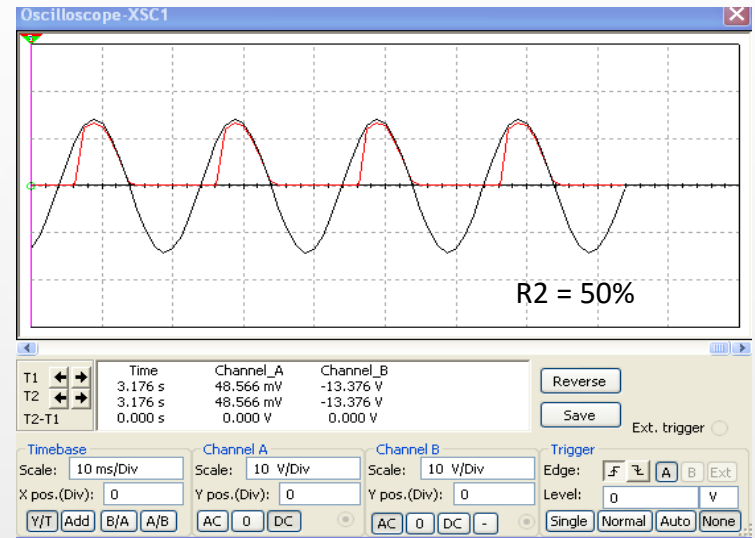 Oscilloscope-XSC1
R2 = 50%
Time Channel_A Channel_B
T1 3.176 s 48.566 mV -13.376 V
T2 3.176 s 48.566 mV -13.376 V
T2-T1 0.000 s 0.000 V 0.000 V
Reverse
Save
Ext. trigger
Timebase
Scale: 10 ms/Div
X pos.(Div): 0
Y/T Add B/A A/B
Channel A
Scale: 10 V/Div
Y pos.(Div): 0
AC 0 DC
Channel B
Scale: 10 V/Div
Y pos.(Div): 0
AC 0 DC -
Trigger
Edge: A B Ext
Level: 0 V
Single Normal Auto None